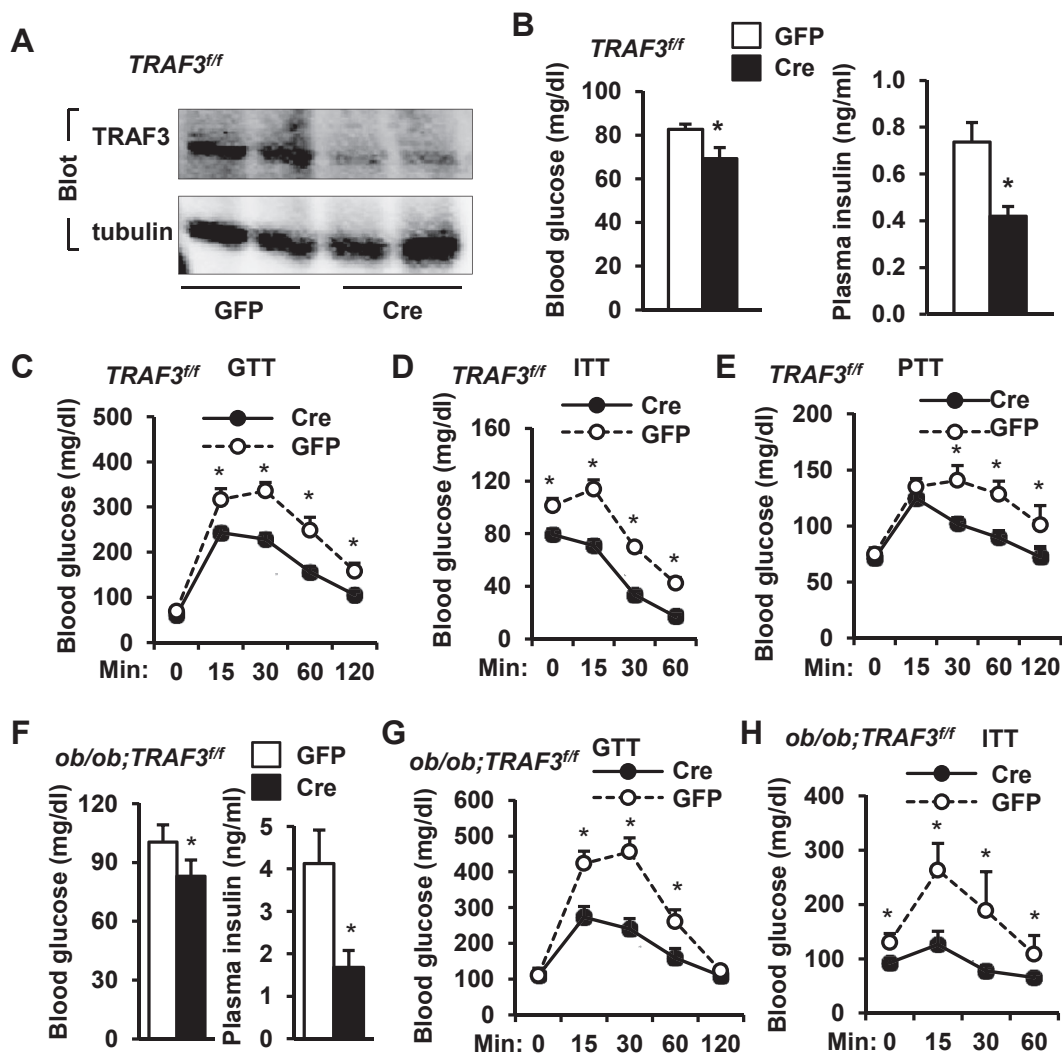 A
TRAF3f/f
Blot
TRAF3
tubulin
GFP Cre
B
TRAF3f/f
GFP
Cre
Blood glucose (mg/dl)
100
80
60
40
20
0
*
Plasma insulin (ng/ml)
1.0
0.8
0.6
0.4
0.2
0.0
*
C
TRAF3f/f GTT
Cre
GFP
Blood glucose (mg/dl)
500
400
300
200
100
0
* * * *
Min: 0 15 30 60 120
D
TRAF3f/f ITT
Cre
GFP
Blood glucose (mg/dl)
160
120
80
40
0
* * * *
Min: 0 15 30 60
E
TRAF3f/f PTT
Cre
GFP
Blood glucose (mg/dl)
200
150
100
50
0
* * *
Min: 0 15 30 60 120
F
ob/ob;TRAF3f/f
GFP
Cre
Blood glucose (mg/dl)
120
90
60
30
0
*
Plasma insulin (ng/ml)
5
4
3
2
1
0
*
G
ob/ob;TRAF3f/f GTT
Cre
GFP
Blood glucose (mg/dl)
600
500
400
300
200
100
0
* * *
Min: 0 15 30 60 120
H
ob/ob;TRAF3f/f ITT
Cre
GFP
Blood glucose (mg/dl)
400
300
200
100
0
* * * *
Min: 0 15 30 60